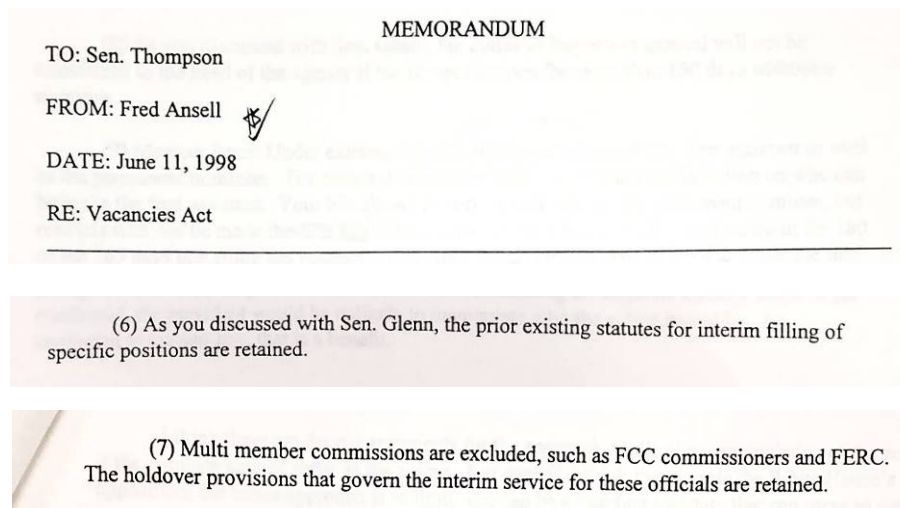 MEMORANDUM
TO: Sen. Thompson
FROM: Fred Ansell
DATE: June 11, 1998
RE: Vacancies Act
(6) As you discussed with Sen. Glenn, the prior existing statutes for interim filling of
specific positions are retained.
(7) Multi member commissions are excluded, such as FCC commissioners and FERC.
The holdover provisions that govern the interim service for these officials are retained.